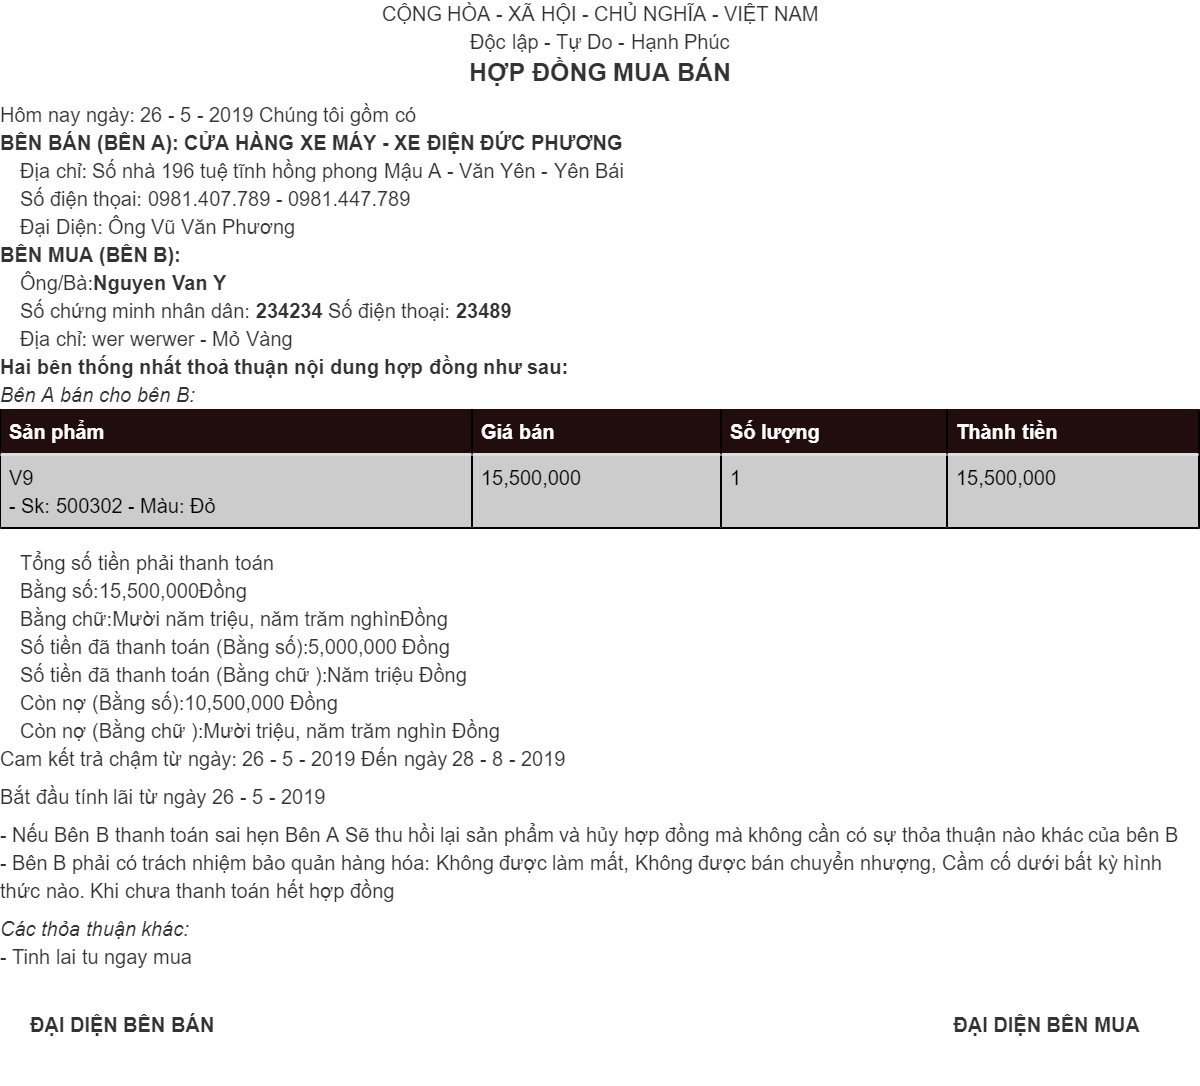 CỘNG HÒA - XÃ HỘI - CHỦ NGHĨA - VIỆT NAM
Độc lập - Tự Do - Hạnh Phúc
HỢP ĐỒNG MUA BÁN
Hôm nay ngày: 26 - 5 - 2019 Chúng tôi gồm có
BÊN BÁN (BÊN A): CỬA HÀNG XE MÁY - XE ĐIỆN ĐỨC PHƯƠNG
Địa chỉ: Số nhà 196 tuệ tĩnh hồng phong Mậu A - Văn Yên - Yên Bái
Số điện thọai: 0981.407.789 - 0981.447.789
Đại Diện: Ông Vũ Văn Phương
BÊN MUA (BÊN B):
Ông/Bà:Nguyen Van Y
Số chứng minh nhân dân: 234234 Số điện thoại: 23489
Địa chỉ: wer werwer - Mỏ Vàng
Hai bên thống nhất thoả thuận nội dung hợp đồng như sau:
Bên A bán cho bên B:
Sản phẩm Giá bán Số lượng Thành tiền
V9 15,500,000 1 15,500,000
- Sk: 500302 - Màu: Đỏ
Tổng số tiền phải thanh toán
Bằng số:15,500,000Đồng
Bằng chữ:Mười năm triệu, năm trăm nghìnĐồng
Số tiền đã thanh toán (Bằng số):5,000,000 Đồng
Số tiền đã thanh toán (Bằng chữ ):Năm triệu Đồng
Còn nợ (Bằng số):10,500,000 Đồng
Còn nợ (Bằng chữ ):Mười triệu, năm trăm nghìn Đồng
Cam kết trả chậm từ ngày: 26 - 5 - 2019 Đến ngày 28 - 8 - 2019
Bắt đầu tính lãi từ ngày 26 - 5 - 2019
- Nếu Bên B thanh toán sai hẹn Bên A Sẽ thu hồi lại sản phẩm và hủy hợp đồng mà không cần có sự thỏa thuận nào khác của bên B
- Bên B phải có trách nhiệm bảo quản hàng hóa: Không được làm mất, Không được bán chuyển nhượng, Cầm cố dưới bất kỳ hình
thức nào. Khi chưa thanh toán hết hợp đồng
Các thỏa thuận khác:
- Tinh lai tu ngay mua
ĐẠI DIỆN BÊN BÁN ĐẠI DIỆN BÊN MUA